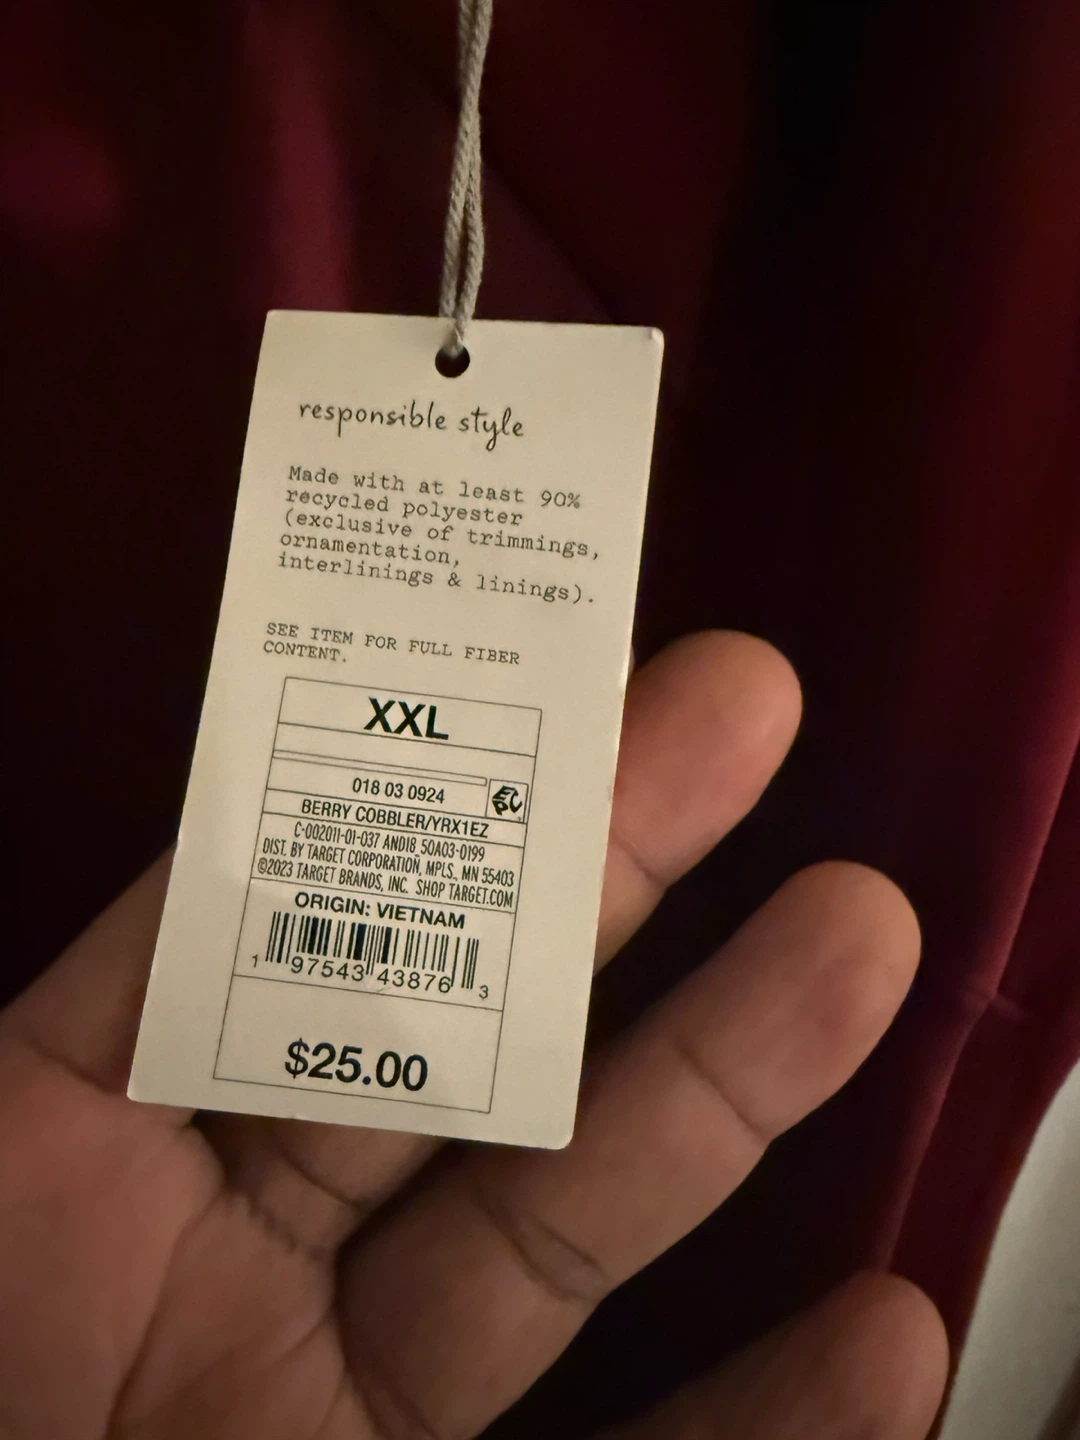 responsible style
Made with at least 90%
recycled polyester
(exclusive of trimmings,
ornamentation,
interlinings & linings).
SEE ITEM FOR FULL FIBER
CONTENT.
XXL
018 03 0924
EPC
BERRY COBBLER/YRX1EZ
C-002011-01-037 AND18_50A03-0199
DIST. BY TARGET CORPORATION, MPLS., MN 55403
©2023 TARGET BRANDS, INC. SHOP TARGET.COM
ORIGIN: VIETNAM
1 97543 43876 3
$25.00